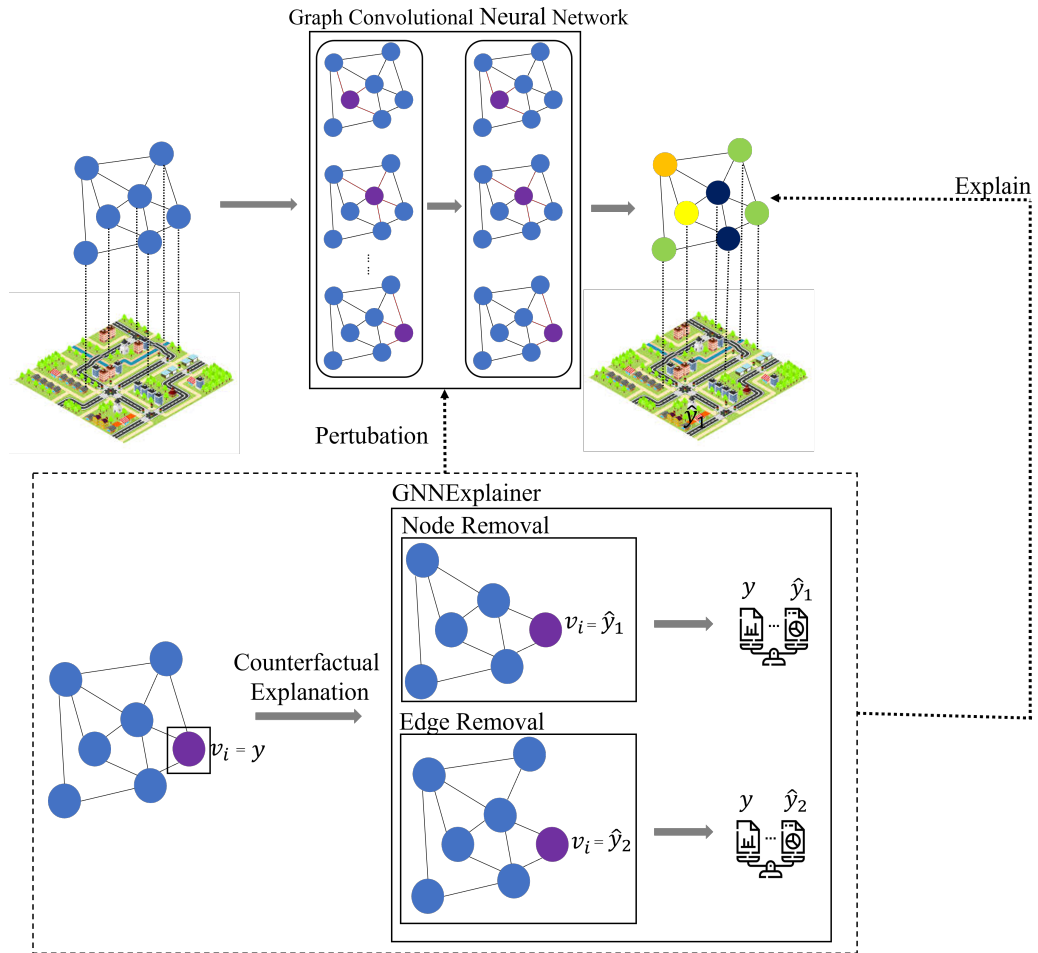 Graph Convolutional Neural Network
Explain
ŷ₁
Pertubation
GNNExplainer
Node Removal
y ŷ₁
vᵢ = ŷ₁
...
Counterfactual
Explanation
vᵢ = y
Edge Removal
y ŷ₂
vᵢ = ŷ₂
...